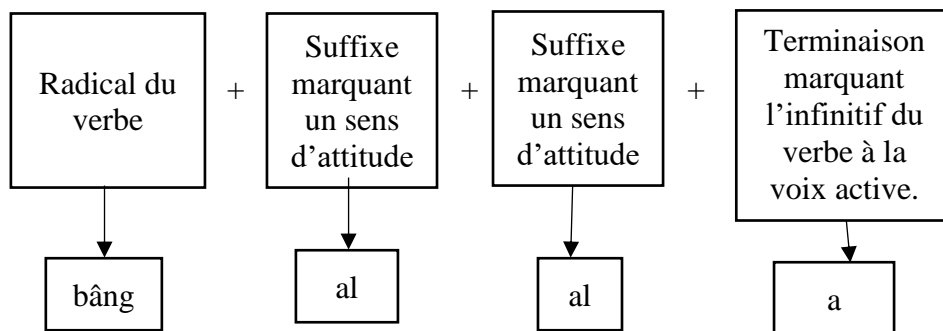 Radical du
verbe
+
Suffixe
marquant
un sens
d’attitude
+
Suffixe
marquant
un sens
d’attitude
+
Terminaison
marquant
l’infinitif du
verbe à la
voix active.
bâng
al
al
a